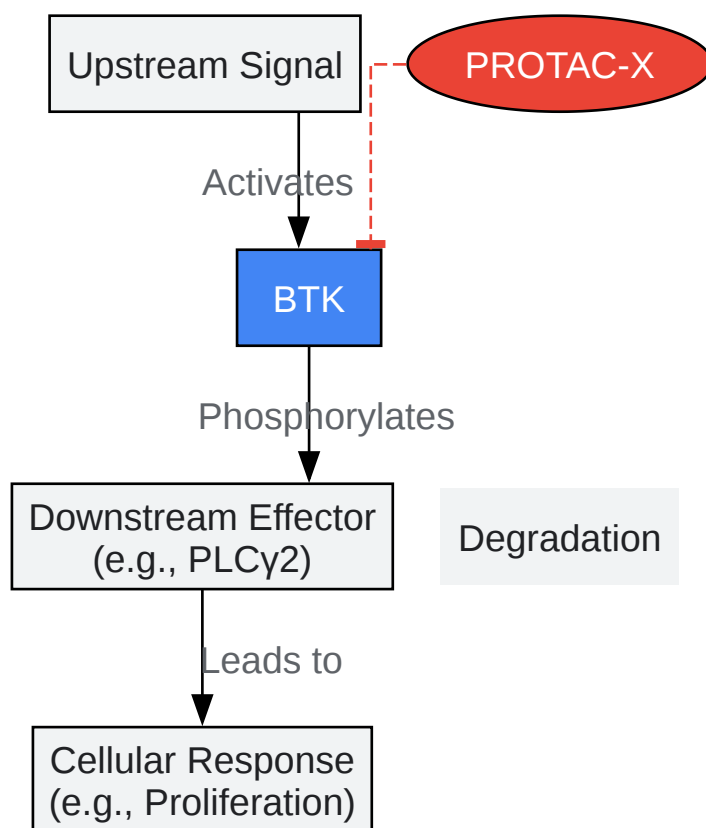 Upstream Signal
PROTAC-X
Activates
BTK
Phosphorylates
Downstream Effector
(e.g., PLCγ2)
Degradation
Leads to
Cellular Response
(e.g., Proliferation)